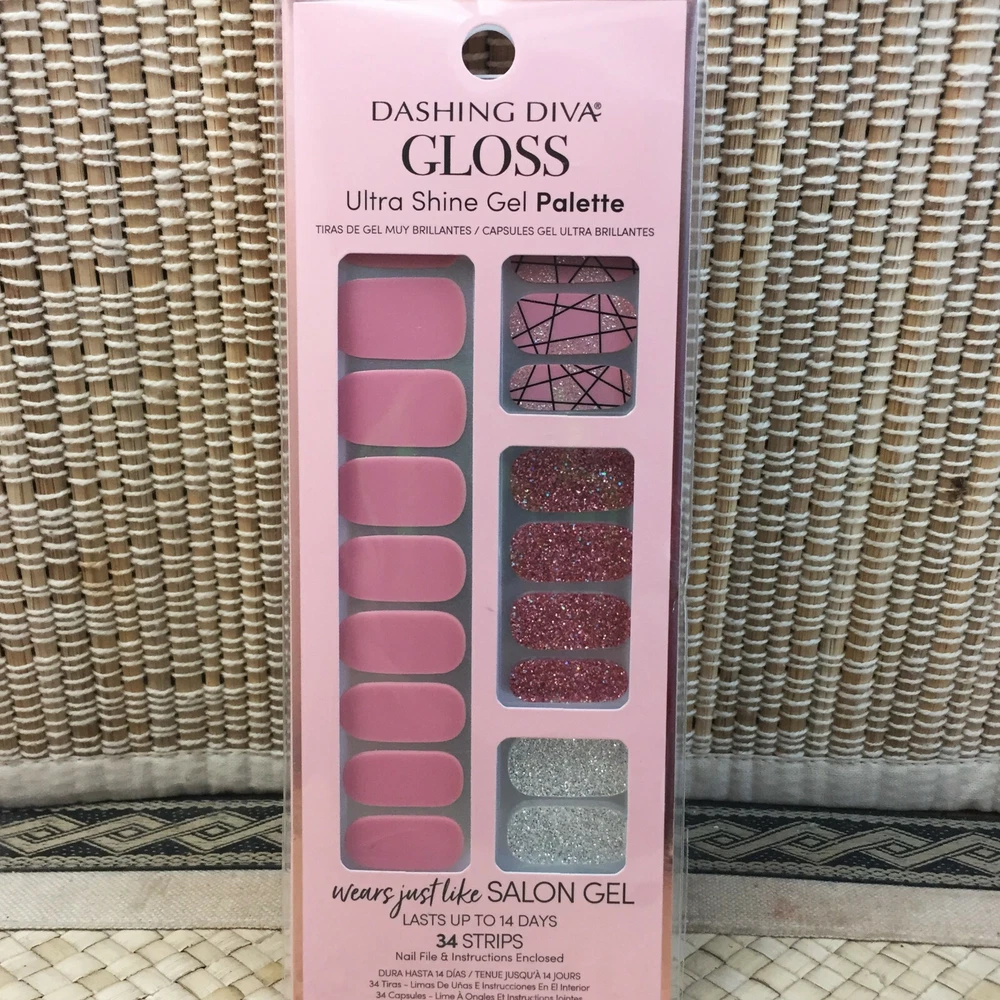 DASHING DIVA®
GLOSS
Ultra Shine Gel Palette
TIRAS DE GEL MUY BRILLANTES / CAPSULES GEL ULTRA BRILLANTES
wears just like SALON GEL
LASTS UP TO 14 DAYS
34 STRIPS
Nail File & Instructions Enclosed
DURA HASTA 14 DÍAS / TENUE JUSQU'À 14 JOURS
34 Tiras - Limas De Uñas E Instrucciones En El Interior
34 Capsules - Lime À Ongles Et Instructions Jointes